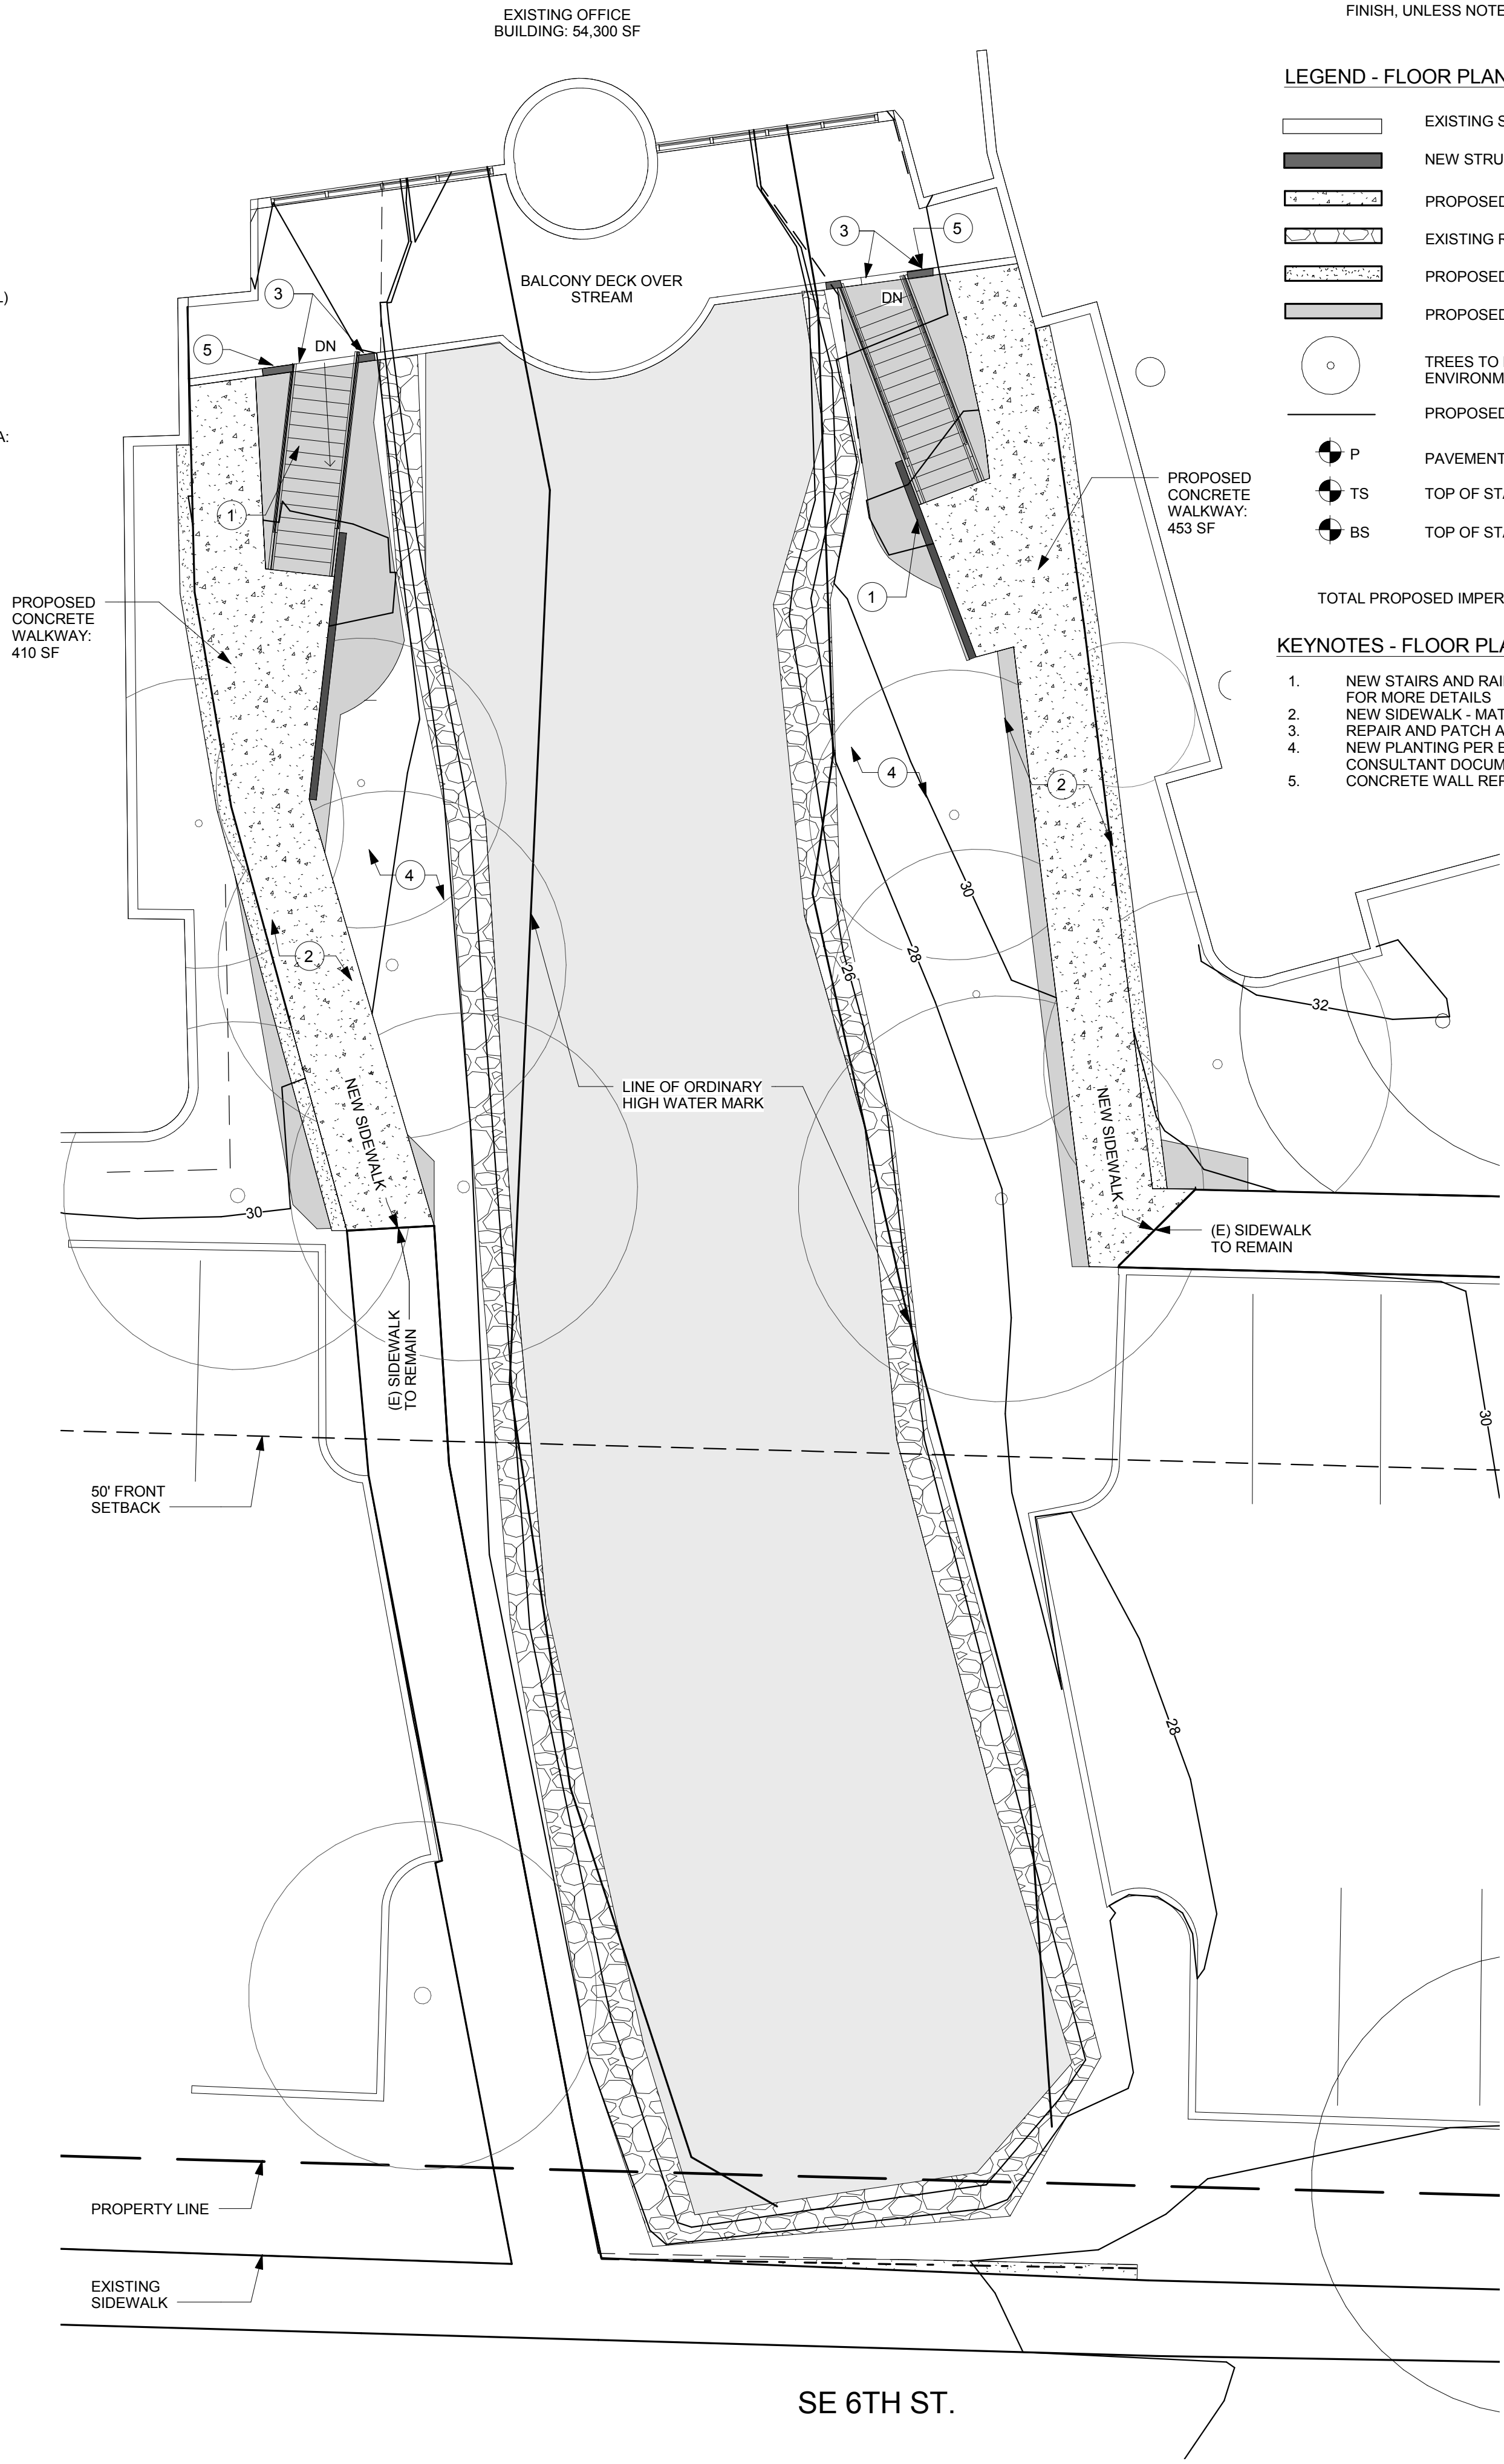 EXISTING OFFICE
BUILDING: 54,300 SF
FINISH, UNLESS NOTE
LEGEND - FLOOR PLAN
EXISTING S
NEW STRU
PROPOSED
EXISTING R
PROPOSED
PROPOSED
TREES TO
ENVIRONM
PROPOSED
P
PAVEMENT
TS
TOP OF STA
BS
TOP OF STA
TOTAL PROPOSED IMPER
KEYNOTES - FLOOR PLA
1. NEW STAIRS AND RAI
FOR MORE DETAILS
2. NEW SIDEWALK - MAT
3. REPAIR AND PATCH A
4. NEW PLANTING PER E
CONSULTANT DOCUM
5. CONCRETE WALL REP
L)
A:
BALCONY DECK OVER
STREAM
3
5
3
5
DN
DN
1
1
PROPOSED
CONCRETE
WALKWAY:
453 SF
PROPOSED
CONCRETE
WALKWAY:
410 SF
4
2
4
2
30
28
26
32
LINE OF ORDINARY
HIGH WATER MARK
NEW SIDEWALK
NEW SIDEWALK
30
(E) SIDEWALK
TO REMAIN
(E) SIDEWALK
TO REMAIN
30
50' FRONT
SETBACK
28
PROPERTY LINE
EXISTING
SIDEWALK
SE 6TH ST.